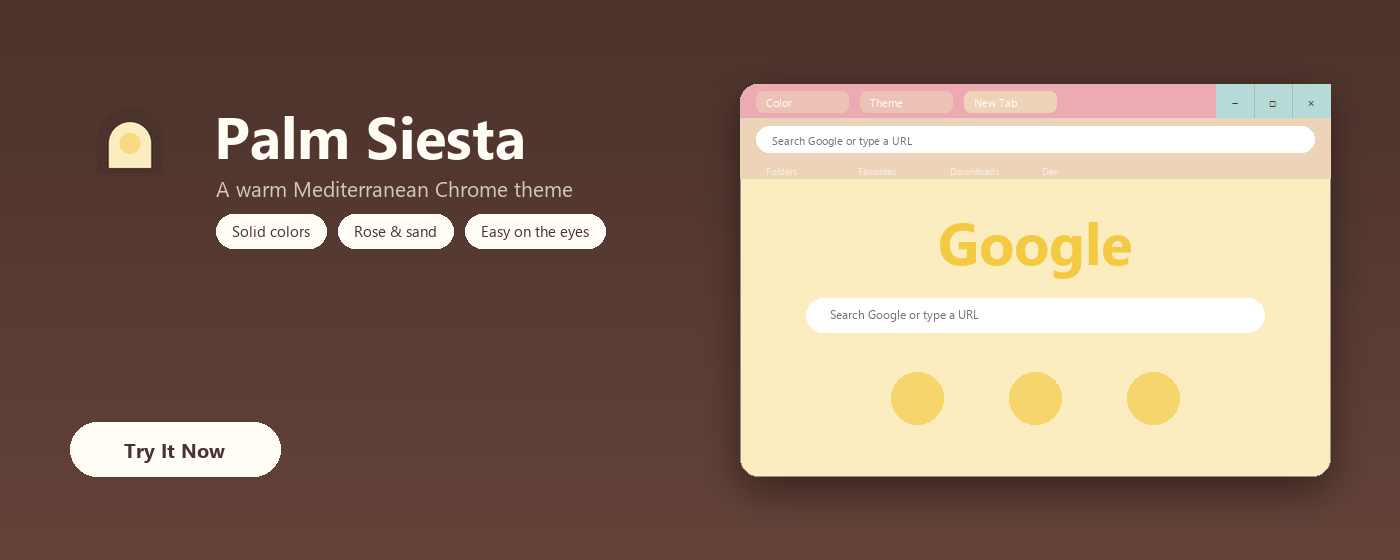 Palm Siesta
A warm Mediterranean Chrome theme
Solid colors Rose & sand Easy on the eyes
Try It Now
Color Theme New Tab
Search Google or type a URL
Folders Favorites Downloads Dev
Google
Search Google or type a URL